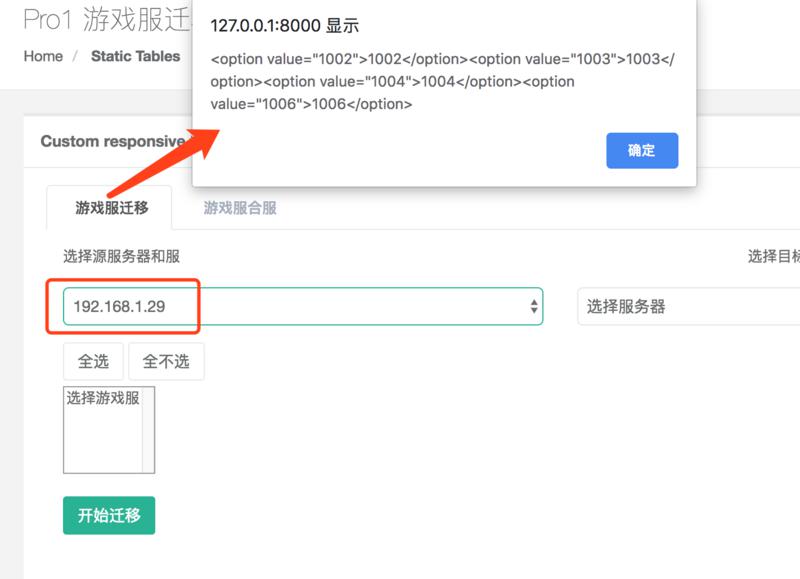 Pro1 游戏服迁
Home / Static Tables
127.0.0.1:8000 显示
<option value="1002">1002</option><option value="1003">1003</
option><option value="1004">1004</option><option
value="1006">1006</option>
确定
Custom responsive
游戏服迁移 游戏服合服
选择源服务器和服 选择目标
192.168.1.29 选择服务器
全选 全不选
选择游戏服
开始迁移